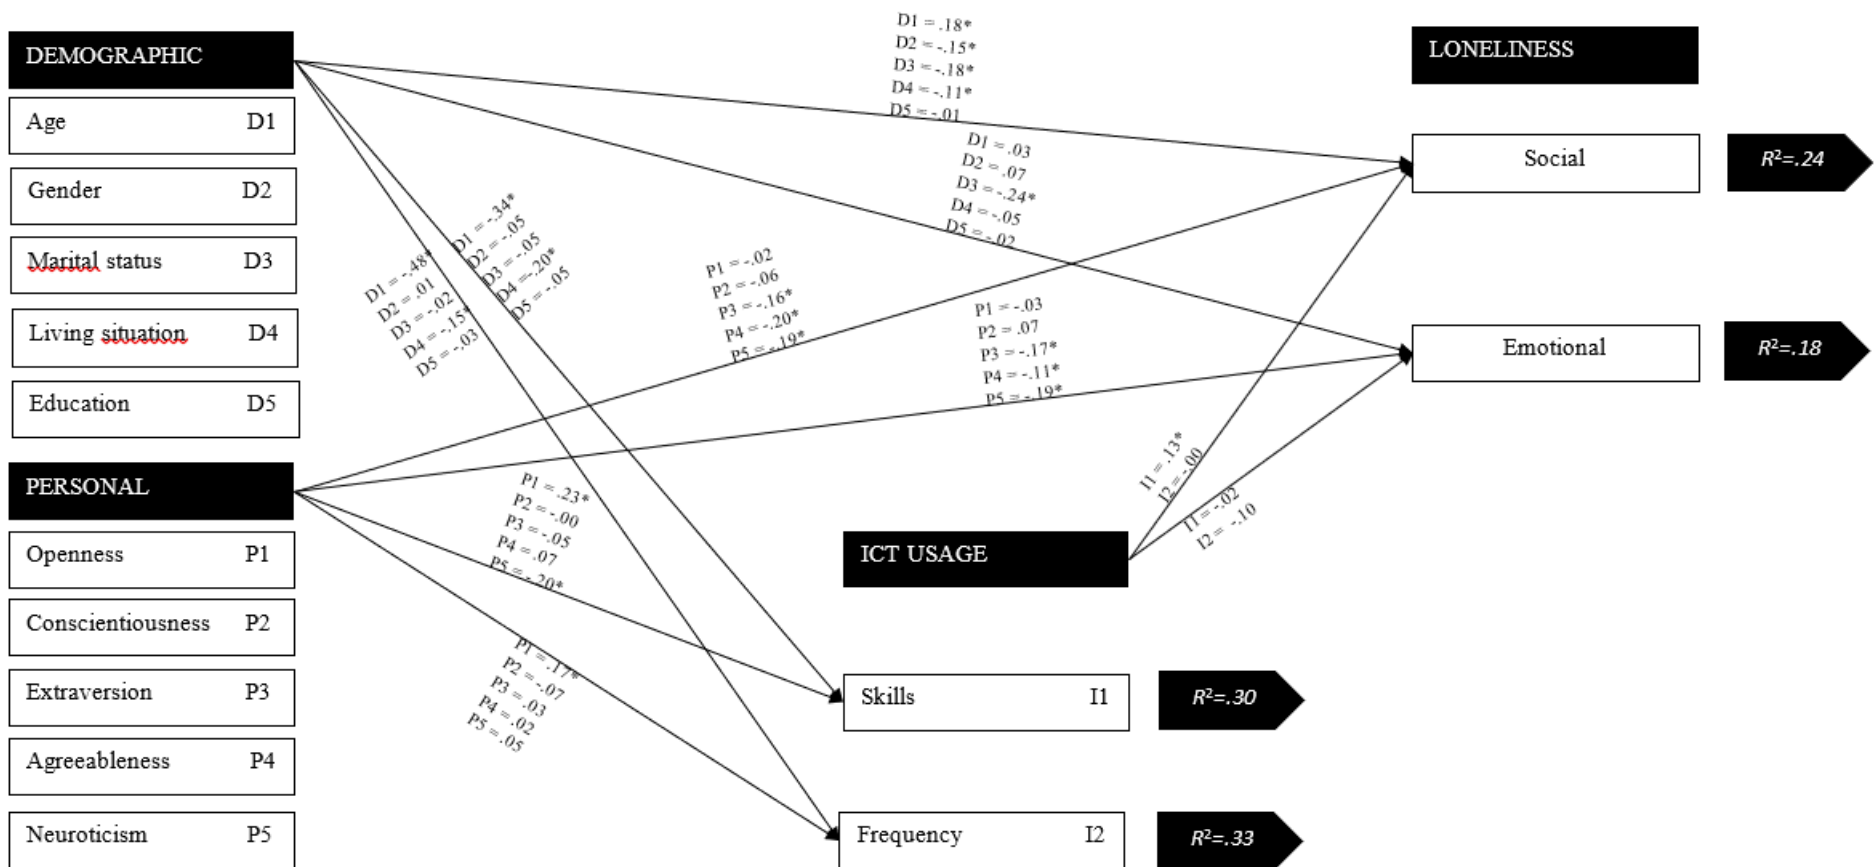 DEMOGRAPHIC
Age D1
Gender D2
Marital status D3
Living situation D4
Education D5
PERSONAL
Openness P1
Conscientiousness P2
Extraversion P3
Agreeableness P4
Neuroticism P5
D1 = .18*
D2 = -.15*
D3 = -.18*
D4 = -.11*
D5 = -.01
D1 = .03
D2 = .07
D3 = -.24*
D4 = -.05
D5 = -.02
D1 = -.34*
D2 = -.05
D3 = -.05
D4 = -.20*
D5 = -.05
D1 = -.48*
D2 = .01
D3 = -.02
D4 = -.15*
D5 = -.03
P1 = -.02
P2 = -.06
P3 = -.16*
P4 = -.20*
P5 = -.19*
P1 = -.03
P2 = .07
P3 = -.17*
P4 = -.11*
P5 = -.19*
P1 = .23*
P2 = -.00
P3 = -.05
P4 = .07
P5 = -.20*
P1 = .17*
P2 = -.07
P3 = .03
P4 = .02
P5 = .05
I1 = .13*
I2 = -.00
I1 = -.02
I2 = -.10
ICT USAGE
Skills I1
R²=.30
Frequency I2
R²=.33
LONELINESS
Social
R²=.24
Emotional
R²=.18